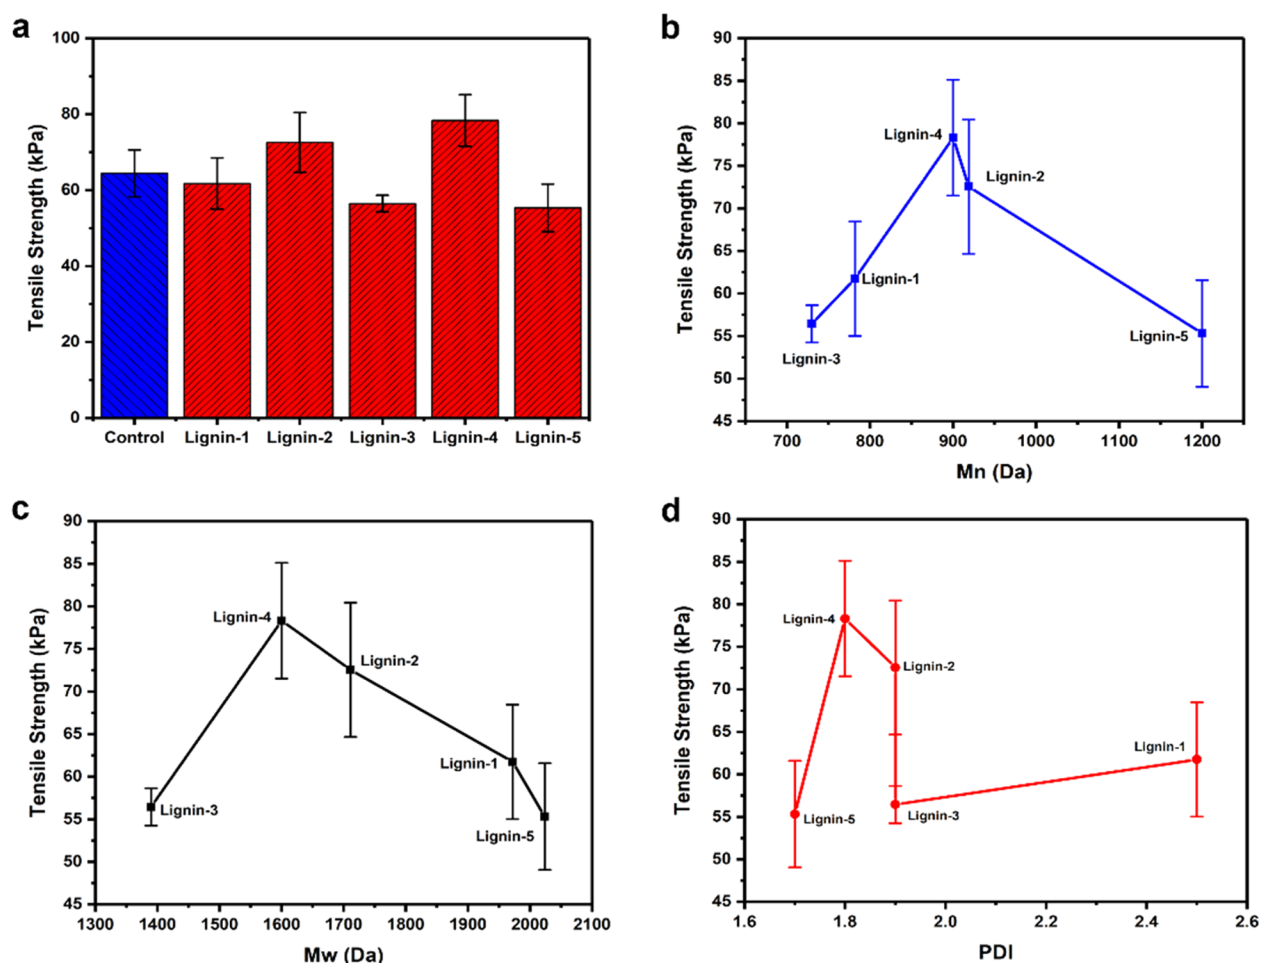 a
100
80
60
40
20
0
Tensile Strength (kPa)
Control Lignin-1 Lignin-2 Lignin-3 Lignin-4 Lignin-5
b
90
85
80
75
70
65
60
55
50
45
Tensile Strength (kPa)
Lignin-4
Lignin-2
Lignin-1
Lignin-5
Lignin-3
700 800 900 1000 1100 1200
Mn (Da)
c
90
85
80
75
70
65
60
55
50
45
Tensile Strength (kPa)
Lignin-4
Lignin-2
Lignin-1
Lignin-3
Lignin-5
1300 1400 1500 1600 1700 1800 1900 2000 2100
Mw (Da)
d
90
85
80
75
70
65
60
55
50
45
Tensile Strength (kPa)
Lignin-4
Lignin-2
Lignin-1
Lignin-5
Lignin-3
1.6 1.8 2.0 2.2 2.4 2.6
PDI